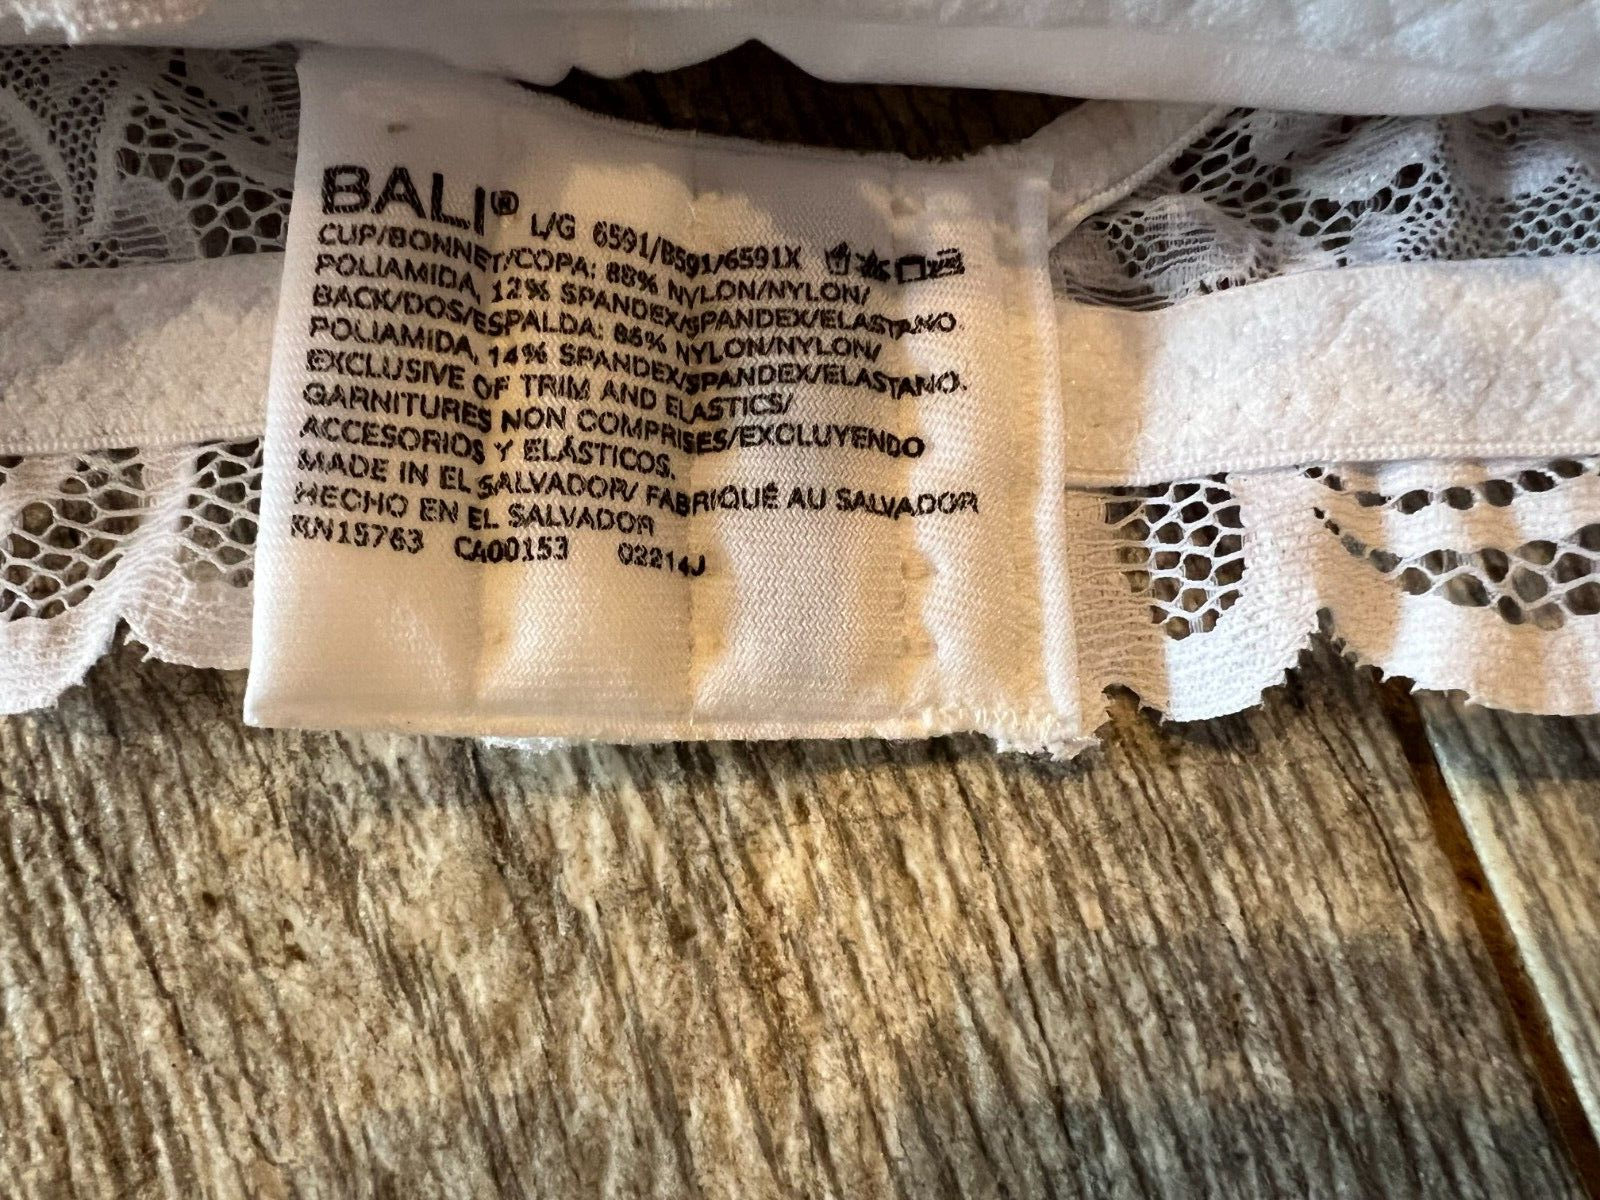 BALI® L/G 6591/B591/6591X
CUP/BONNET/COPA: 88% NYLON/NYLON/
POLIAMIDA, 12% SPANDEX/SPANDEX/ELASTANO
BACK/DOS/ESPALDA: 86% NYLON/NYLON/
POLIAMIDA, 14% SPANDEX/SPANDEX/ELASTANO.
EXCLUSIVE OF TRIM AND ELASTICS/
GARNITURES NON COMPRISES/EXCLUYENDO
ACCESORIOS Y ELÁSTICOS.
MADE IN EL SALVADOR/ FABRIQUÉ AU SALVADOR
HECHO EN EL SALVADOR
RN15763 CA00153 02214J